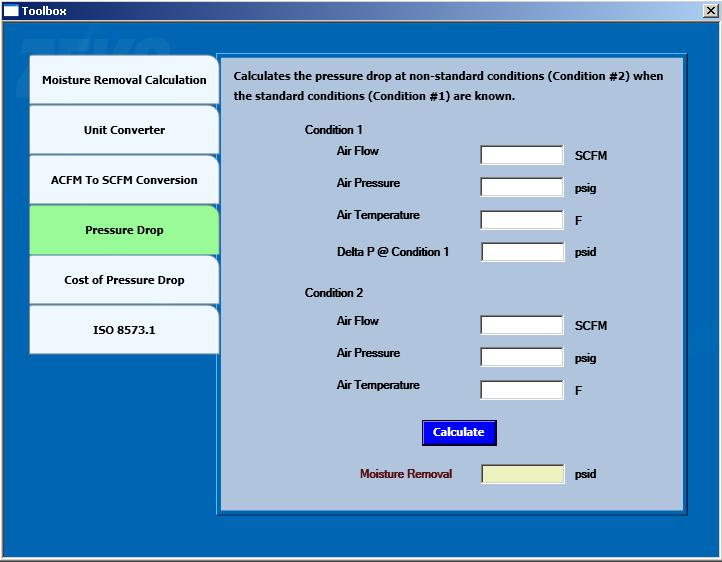 Toolbox
Moisture Removal Calculation
Unit Converter
ACFM To SCFM Conversion
Pressure Drop
Cost of Pressure Drop
ISO 8573.1
Calculates the pressure drop at non-standard conditions (Condition #2) when
the standard conditions (Condition #1) are known.
Condition 1
Air Flow SCFM
Air Pressure psig
Air Temperature F
Delta P @ Condition 1 psid
Condition 2
Air Flow SCFM
Air Pressure psig
Air Temperature F
Calculate
Moisture Removal psid